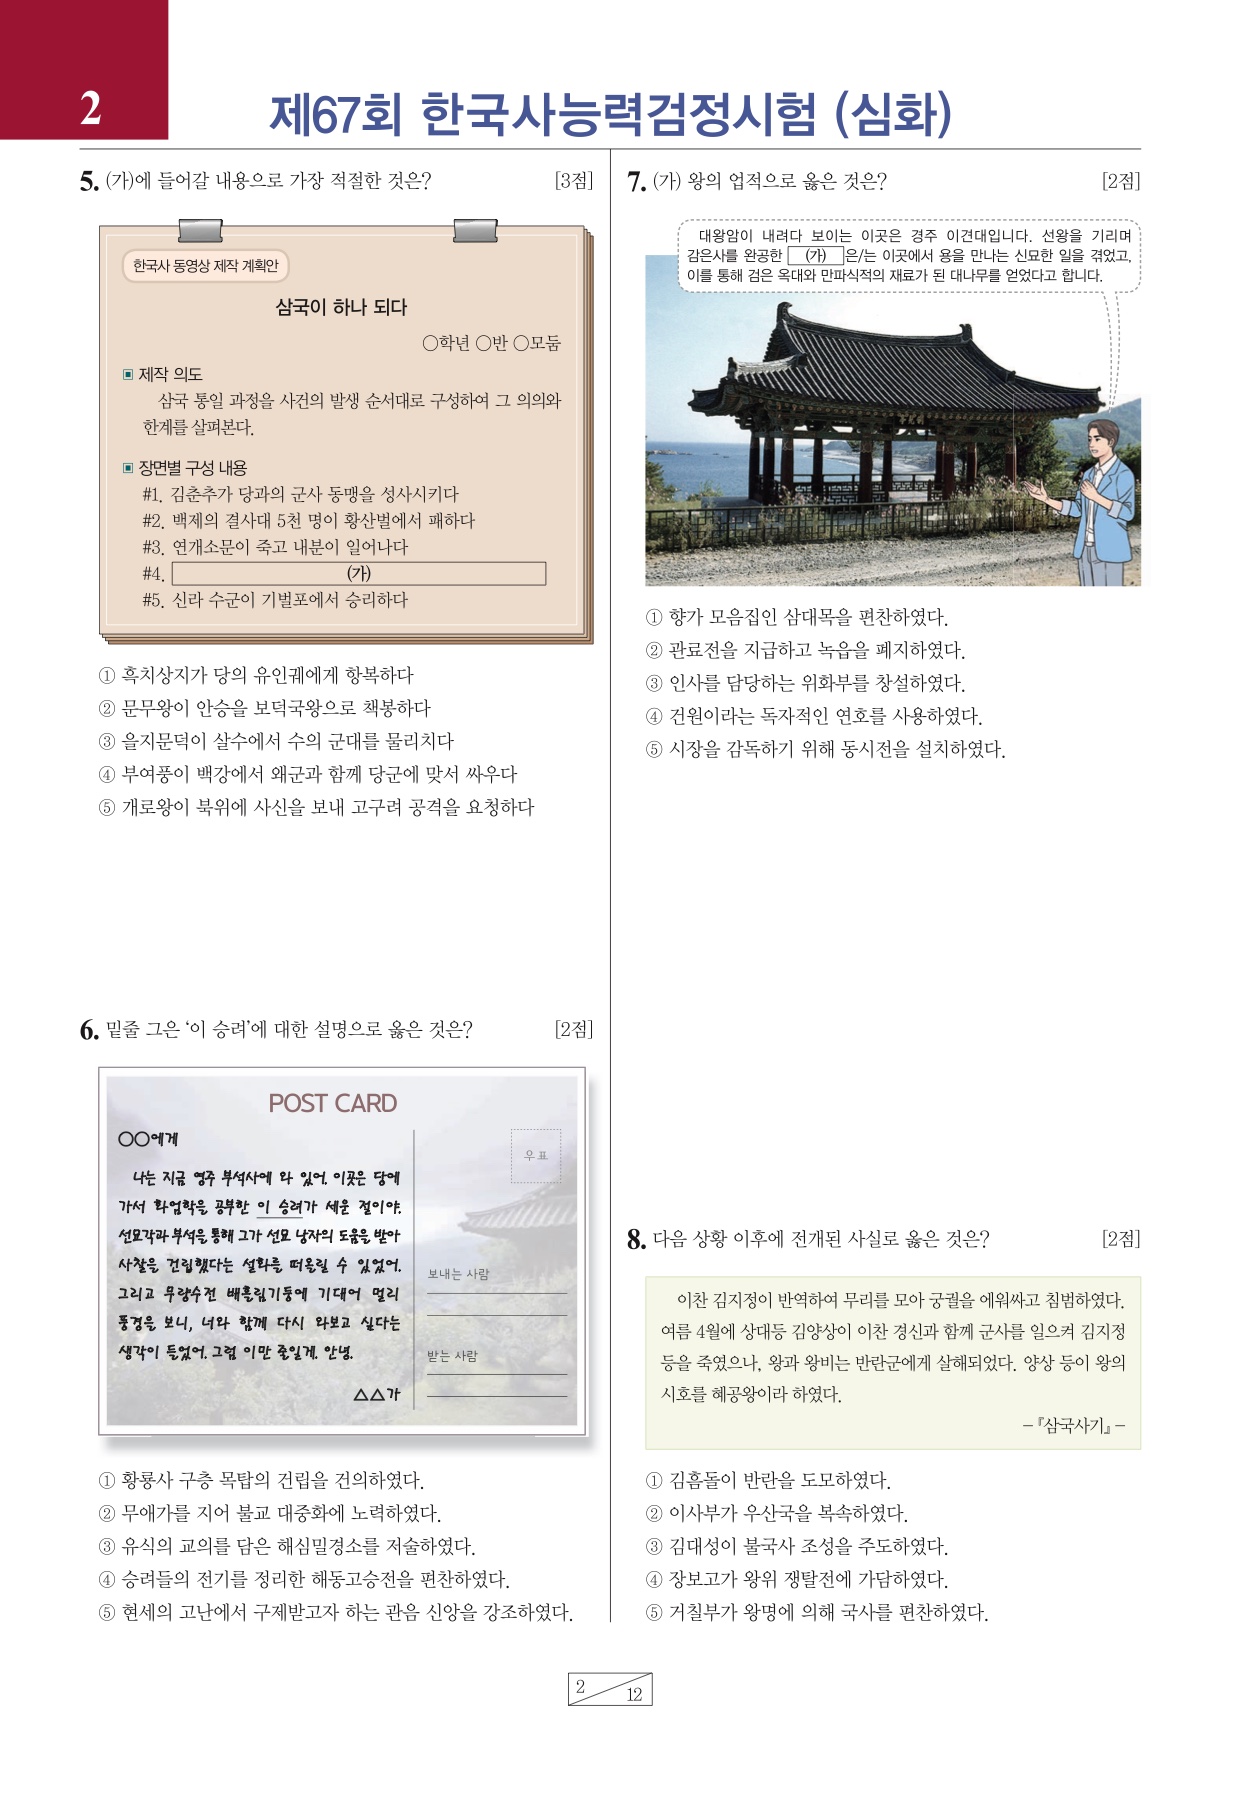 2
제67회 한국사능력검정시험 (심화)
5. (가)에 들어갈 내용으로 가장 적절한 것은? [3점]
한국사 동영상 제작 계획안
삼국이 하나 되다
○학년 ○반 ○모둠
▣ 제작 의도
삼국 통일 과정을 사건의 발생 순서대로 구성하여 그 의의와
한계를 살펴본다.
▣ 장면별 구성 내용
#1. 김춘추가 당과의 군사 동맹을 성사시키다
#2. 백제의 결사대 5천 명이 황산벌에서 패하다
#3. 연개소문이 죽고 내분이 일어나다
#4. (가)
#5. 신라 수군이 기벌포에서 승리하다
① 흑치상지가 당의 유인궤에게 항복하다
② 문무왕이 안승을 보덕국왕으로 책봉하다
③ 을지문덕이 살수에서 수의 군대를 물리치다
④ 부여풍이 백강에서 왜군과 함께 당군에 맞서 싸우다
⑤ 개로왕이 북위에 사신을 보내 고구려 공격을 요청하다
6. 밑줄 그은 ‘이 승려’에 대한 설명으로 옳은 것은? [2점]
POST CARD
○○에게
나는 지금 영주 부석사에 와 있어. 이곳은 당에
가서 화엄학을 공부한 이 승려가 세운 절이야.
선묘각과 부석을 통해 그가 선묘 낭자의 도움을 받아
사찰을 건립했다는 설화를 떠올릴 수 있었어.
그리고 무량수전 배흘림기둥에 기대어 멀리
풍경을 보니, 너와 함께 다시 와보고 싶다는
생각이 들었어. 그럼 이만 줄일게. 안녕.
△△가
우표
보내는 사람
받는 사람
① 황룡사 구층 목탑의 건립을 건의하였다.
② 무애가를 지어 불교 대중화에 노력하였다.
③ 유식의 교의를 담은 해심밀경소를 저술하였다.
④ 승려들의 전기를 정리한 해동고승전을 편찬하였다.
⑤ 현세의 고난에서 구제받고자 하는 관음 신앙을 강조하였다.
7. (가) 왕의 업적으로 옳은 것은? [2점]
대왕암이 내려다 보이는 이곳은 경주 이견대입니다. 선왕을 기리며
감은사를 완공한 (가) 은/는 이곳에서 용을 만나는 신묘한 일을 겪었고,
이를 통해 검은 옥대와 만파식적의 재료가 된 대나무를 얻었다고 합니다.
① 향가 모음집인 삼대목을 편찬하였다.
② 관료전을 지급하고 녹읍을 폐지하였다.
③ 인사를 담당하는 위화부를 창설하였다.
④ 건원이라는 독자적인 연호를 사용하였다.
⑤ 시장을 감독하기 위해 동시전을 설치하였다.
8. 다음 상황 이후에 전개된 사실로 옳은 것은? [2점]
이찬 김지정이 반역하여 무리를 모아 궁궐을 에워싸고 침범하였다.
여름 4월에 상대등 김양상이 이찬 경신과 함께 군사를 일으켜 김지정
등을 죽였으나, 왕과 왕비는 반란군에게 살해되었다. 양상 등이 왕의
시호를 혜공왕이라 하였다.
－『삼국사기』－
① 김흠돌이 반란을 도모하였다.
② 이사부가 우산국을 복속하였다.
③ 김대성이 불국사 조성을 주도하였다.
④ 장보고가 왕위 쟁탈전에 가담하였다.
⑤ 거칠부가 왕명에 의해 국사를 편찬하였다.
2
12